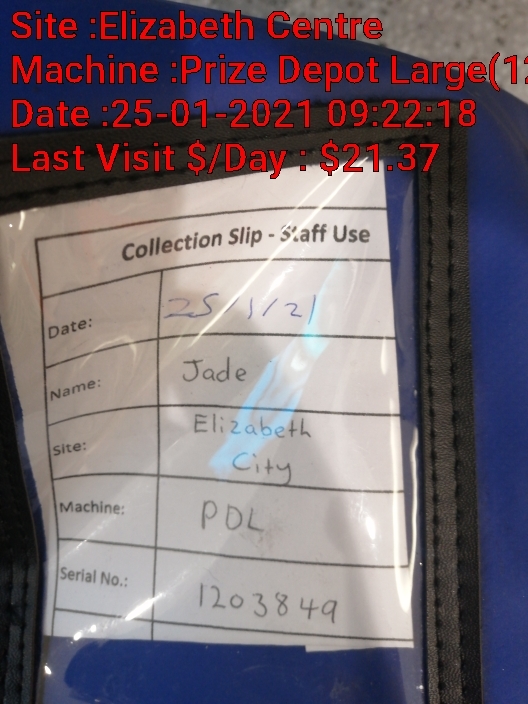 Site :Elizabeth Centre
Machine :Prize Depot Large(12
Date :25-01-2021 09:22:18
Last Visit $/Day : $21.37
Collection Slip - Staff Use
Date: 25/1/21
Name: Jade
Site: Elizabeth
City
Machine: PDL
Serial No.: 1203849